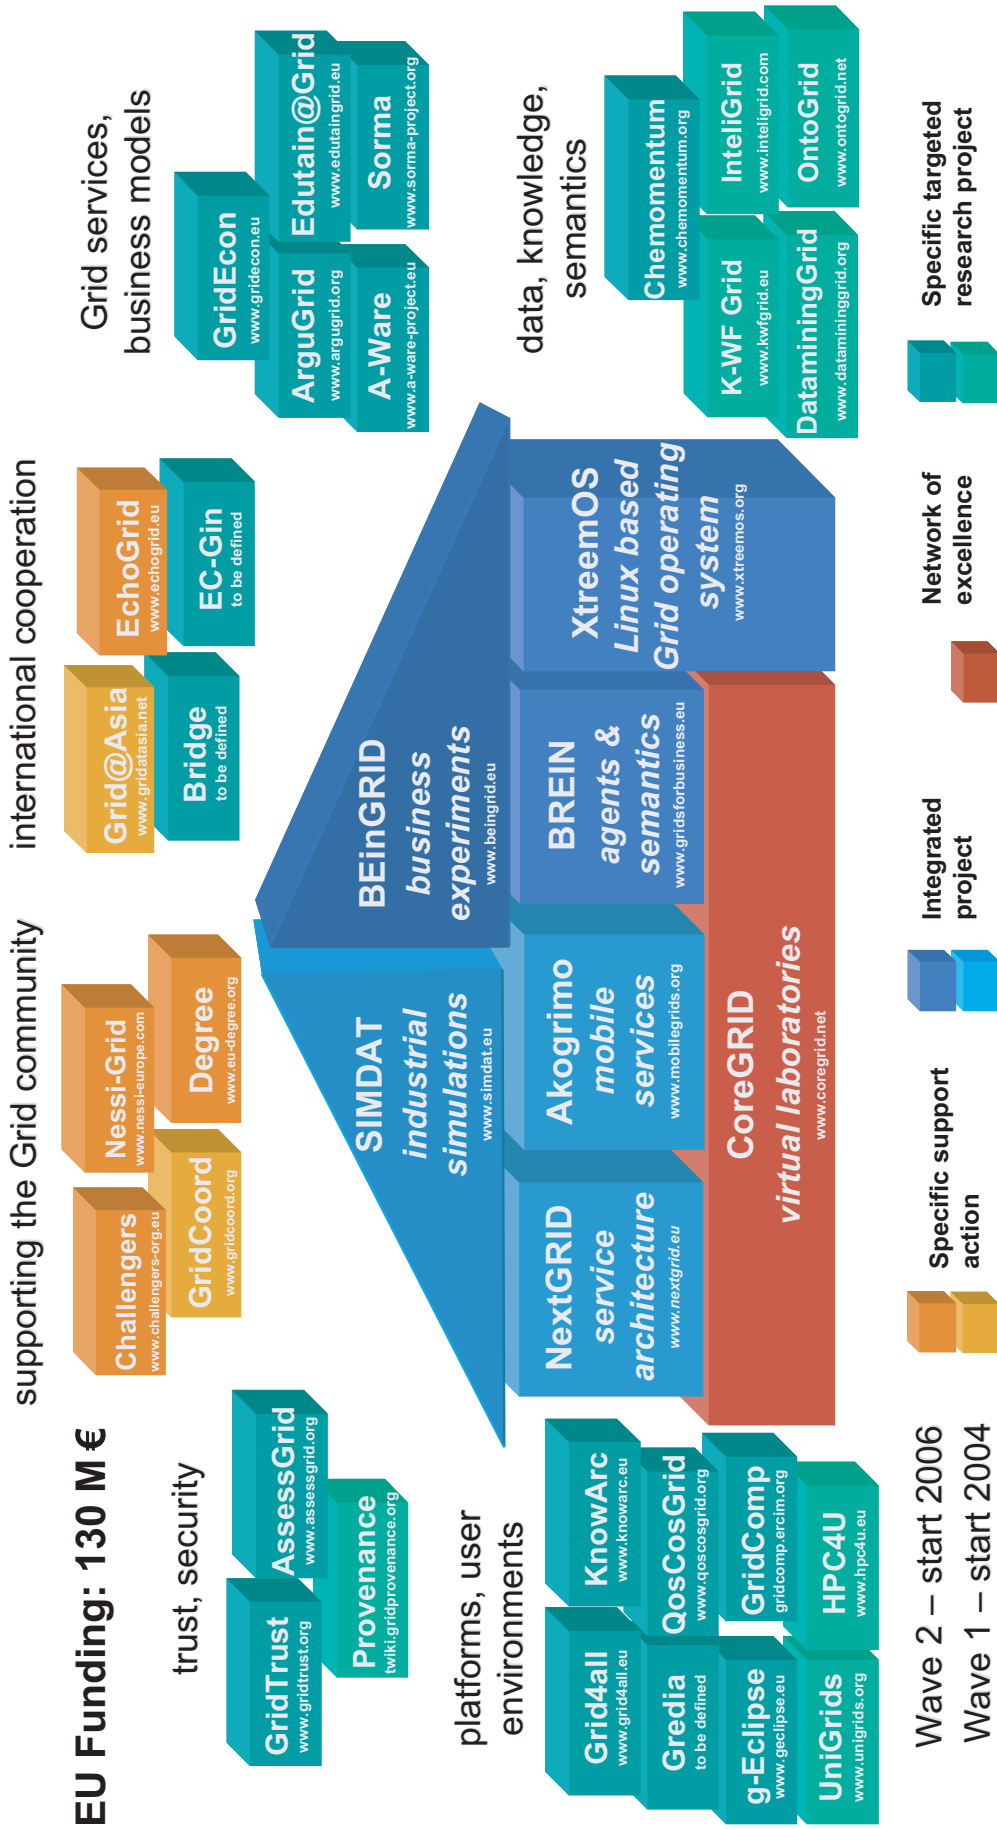 EU Funding: 130 M €
supporting the Grid community
international cooperation
Grid services,
business models
trust, security
GridTrust
www.gridtrust.org
AssessGrid
www.assessgrid.org
Provenance
twiki.gridprovenance.org
Challengers
www.challengers-org.eu
Nessi-Grid
www.nessi-europe.com
GridCoord
www.gridcoord.org
Degree
www.eu-degree.org
Grid@Asia
www.gridatasia.net
EchoGrid
www.echogrid.eu
Bridge
to be defined
EC-Gin
to be defined
GridEcon
www.gridecon.eu
ArguGrid
www.argugrid.org
Edutain@Grid
www.edutaingrid.eu
A-Ware
www.a-ware-project.eu
Sorma
www.sorma-project.org
SIMDAT
industrial
simulations
www.simdat.eu
BEinGRID
business
experiments
www.beingrid.eu
platforms, user
environments
Grid4all
www.grid4all.eu
KnowArc
www.knowarc.eu
Gredia
to be defined
QosCosGrid
www.qoscosgrid.org
g-Eclipse
www.geclipse.eu
GridComp
gridcomp.ercim.org
UniGrids
www.unigrids.org
HPC4U
www.hpc4u.eu
NextGRID
service
architecture
www.nextgrid.eu
Akogrimo
mobile
services
www.mobilegrids.org
BREIN
agents &
semantics
www.gridsforbusiness.eu
XtreemOS
Linux based
Grid operating
system
www.xtreemos.org
CoreGRID
virtual laboratories
www.coregrid.net
data, knowledge,
semantics
Chemomentum
www.chemomentum.org
K-WF Grid
www.kwfgrid.eu
InteliGrid
www.inteligrid.com
DataminingGrid
www.datamininggrid.org
OntoGrid
www.ontogrid.net
Wave 2 – start 2006
Wave 1 – start 2004
Specific support
action
Integrated
project
Network of
excellence
Specific targeted
research project